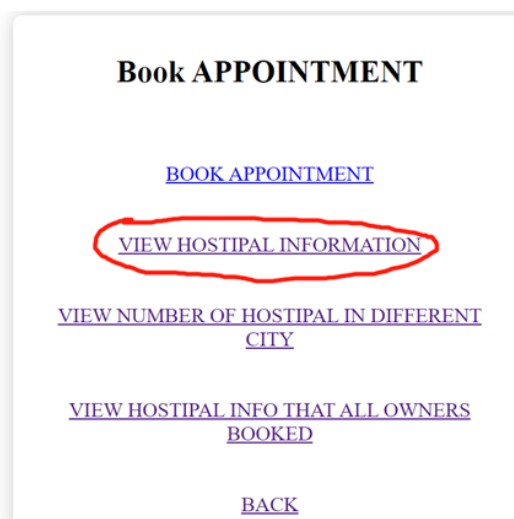 Book APPOINTMENT
BOOK APPOINTMENT
VIEW HOSTIPAL INFORMATION
VIEW NUMBER OF HOSTIPAL IN DIFFERENT
CITY
VIEW HOSTIPAL INFO THAT ALL OWNERS
BOOKED
BACK